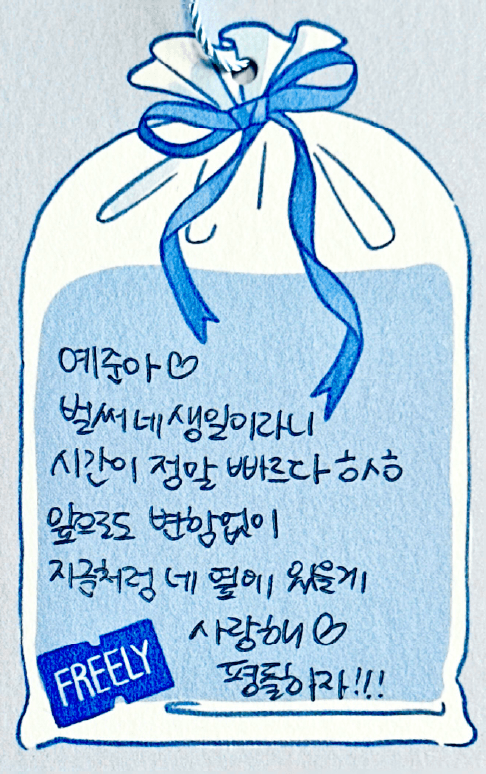 예준아♡
벌써 네 생일이라니
시간이 정말 빠르다 ㅎㅅㅎ
앞으로도 변함없이
지금처럼 네 옆에 있을게
사랑해♡
평들이자!!!
FREELY